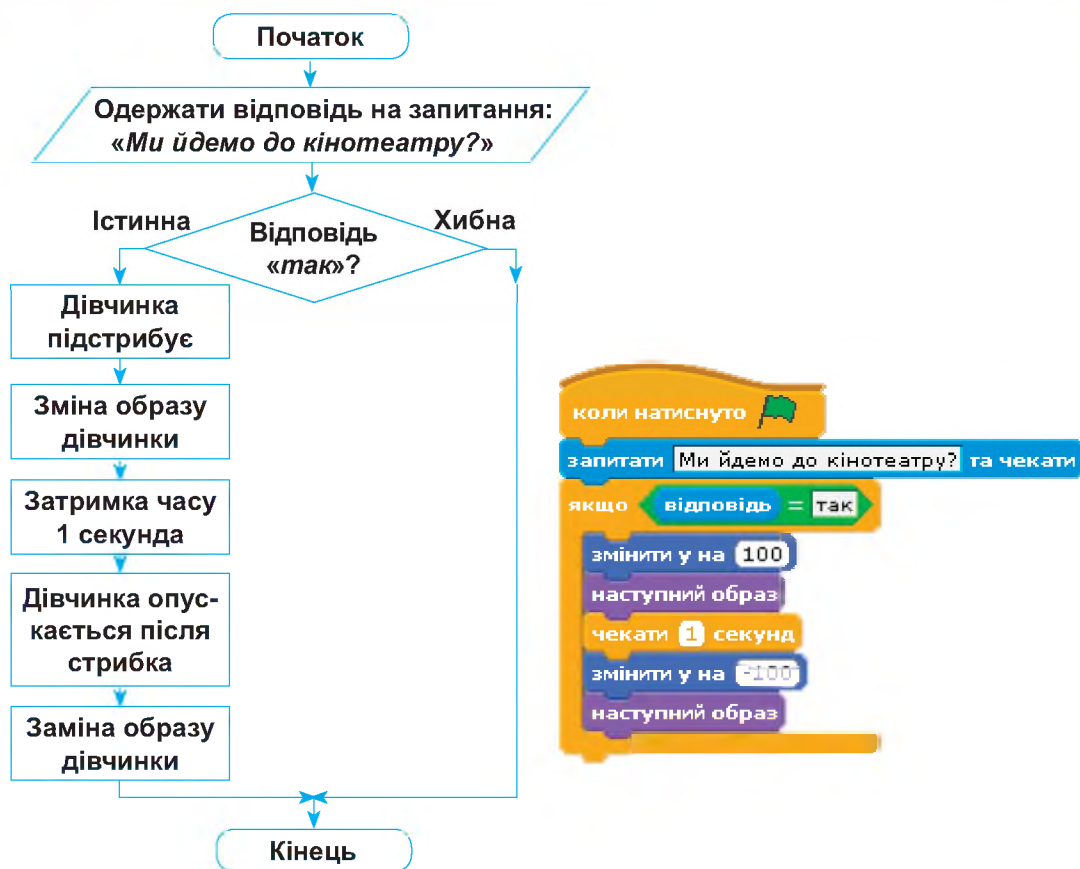 Початок
Одержати відповідь на запитання:
«Ми йдемо до кінотеатру?»
Істинна
Хибна
Відповідь
«так»?
Дівчинка
підстрибує
Зміна образу
дівчинки
Затримка часу
1 секунда
Дівчинка опус-
кається після
стрибка
Заміна образу
дівчинки
Кінець
коли натиснуто
запитати Ми йдемо до кінотеатру? та чекати
якщо відповідь = так
змінити y на 100
наступний образ
чекати 1 секунд
змінити y на -100
наступний образ